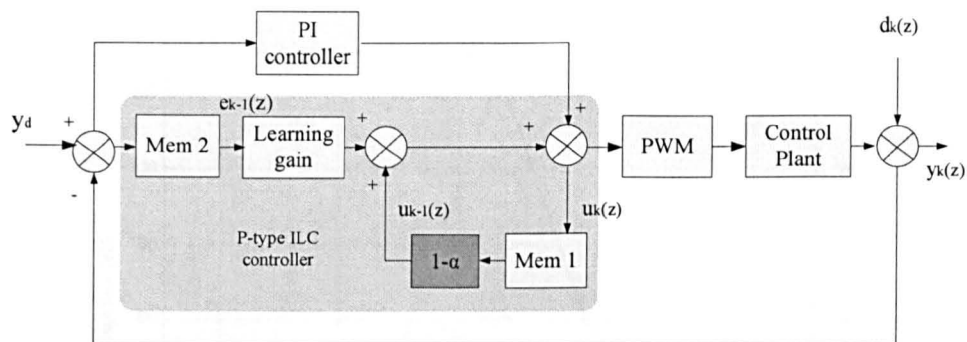 PI
controller
dk(z)
ek-1(z)
yd
+
-
Mem 2
Learning
gain
+
+
+
+
PWM
Control
Plant
yk(z)
uk-1(z)
uk(z)
P-type ILC
controller
1-α
Mem 1